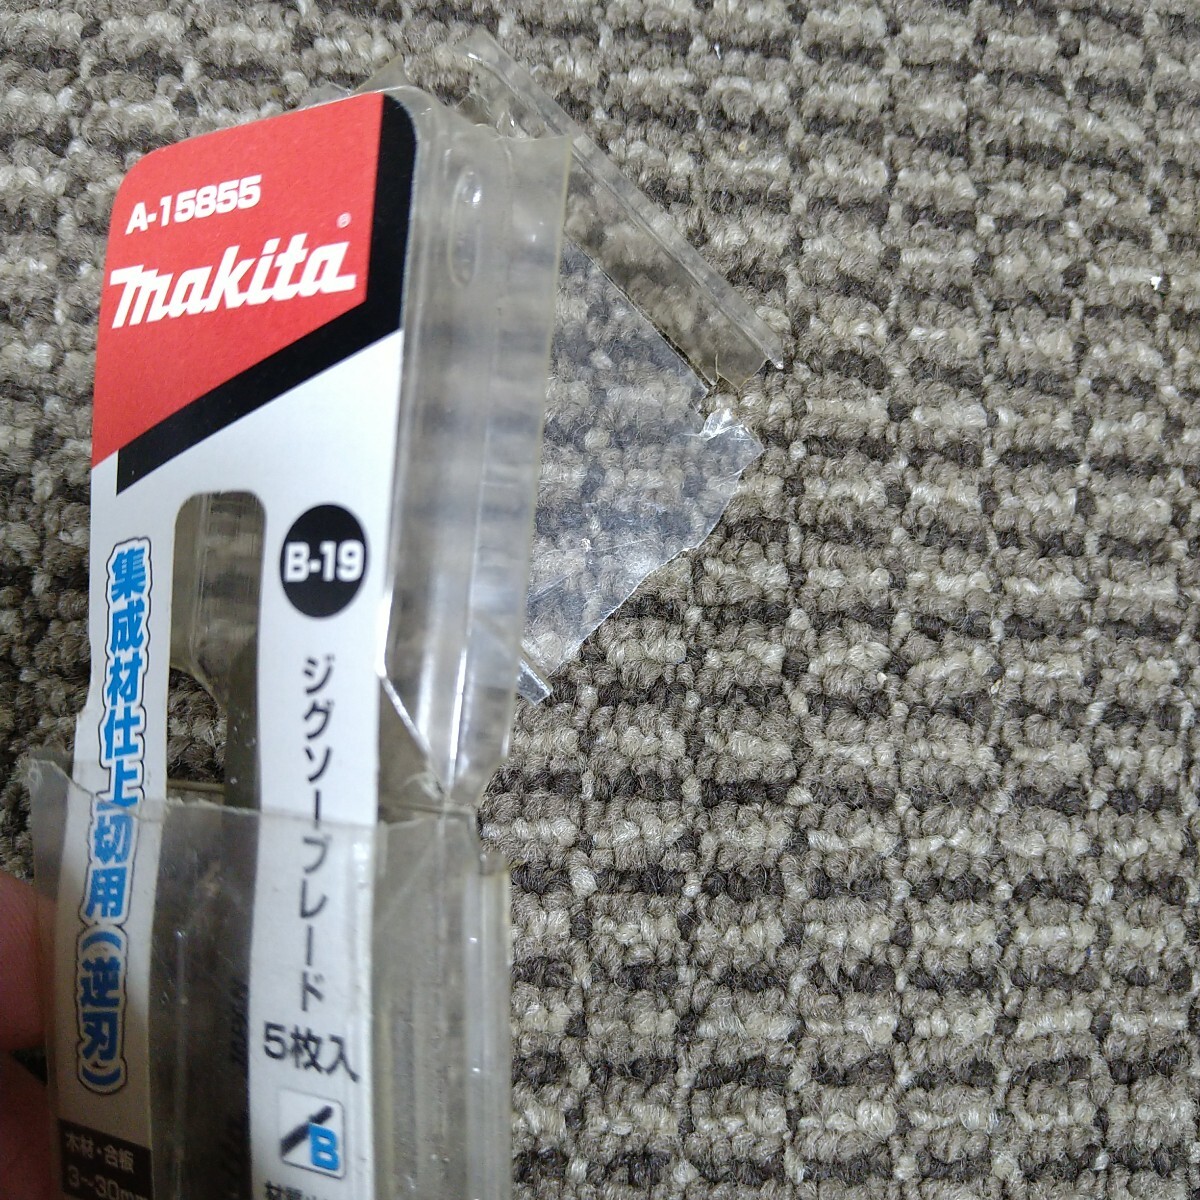 A-15855
makita®
B-19
集成材仕上切用(逆刃)
ジグソーブレード
5枚入
B
木材・合板
3~30mm